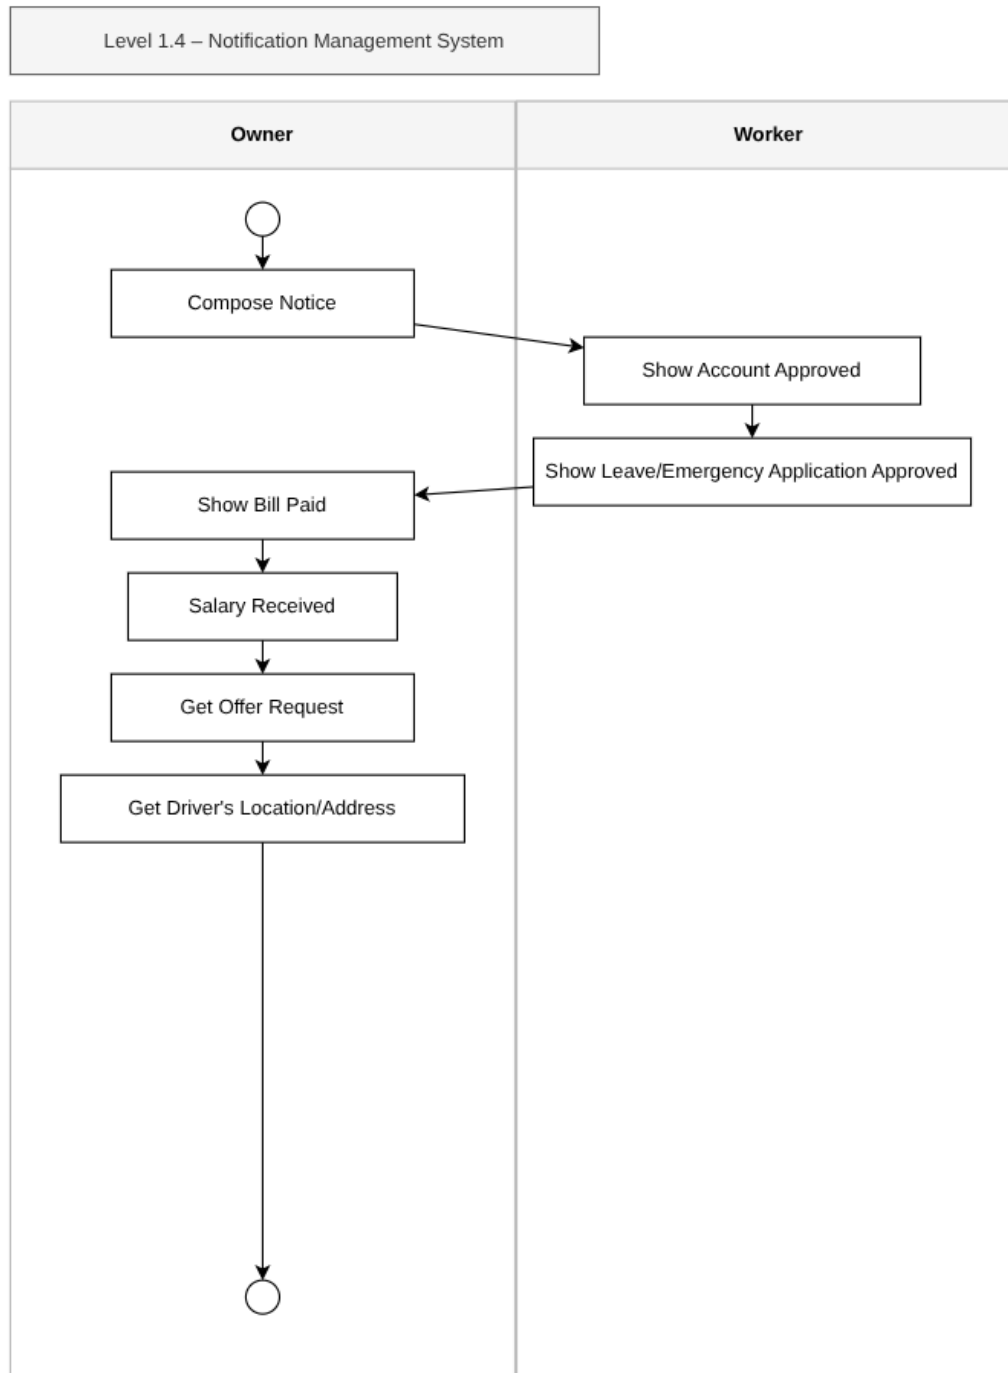 Level 1.4 – Notification Management System
Owner
Worker
Compose Notice
Show Account Approved
Show Leave/Emergency Application Approved
Show Bill Paid
Salary Received
Get Offer Request
Get Driver's Location/Address